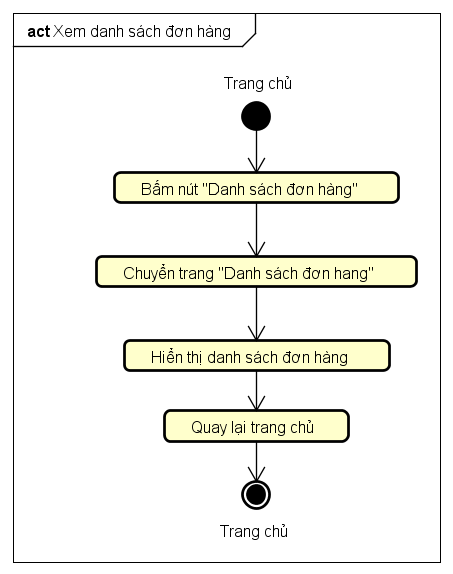 act Xem danh sách đơn hàng
Trang chủ
Bấm nút "Danh sách đơn hàng"
Chuyển trang "Danh sách đơn hang"
Hiển thị danh sách đơn hàng
Quay lại trang chủ
Trang chủ